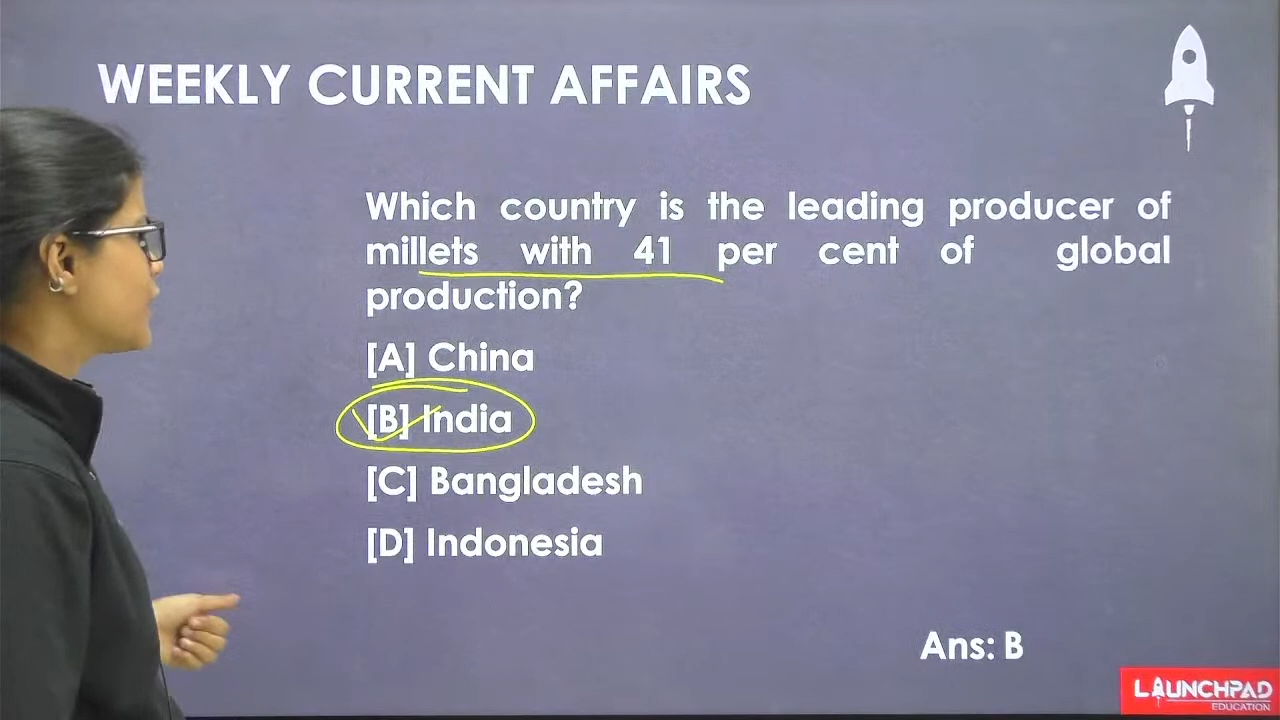 WEEKLY CURRENT AFFAIRS
Which country is the leading producer of
millets with 41 per cent of global
production?
[A] China
[B] India
[C] Bangladesh
[D] Indonesia
Ans: B
LAUNCHPAD
EDUCATION